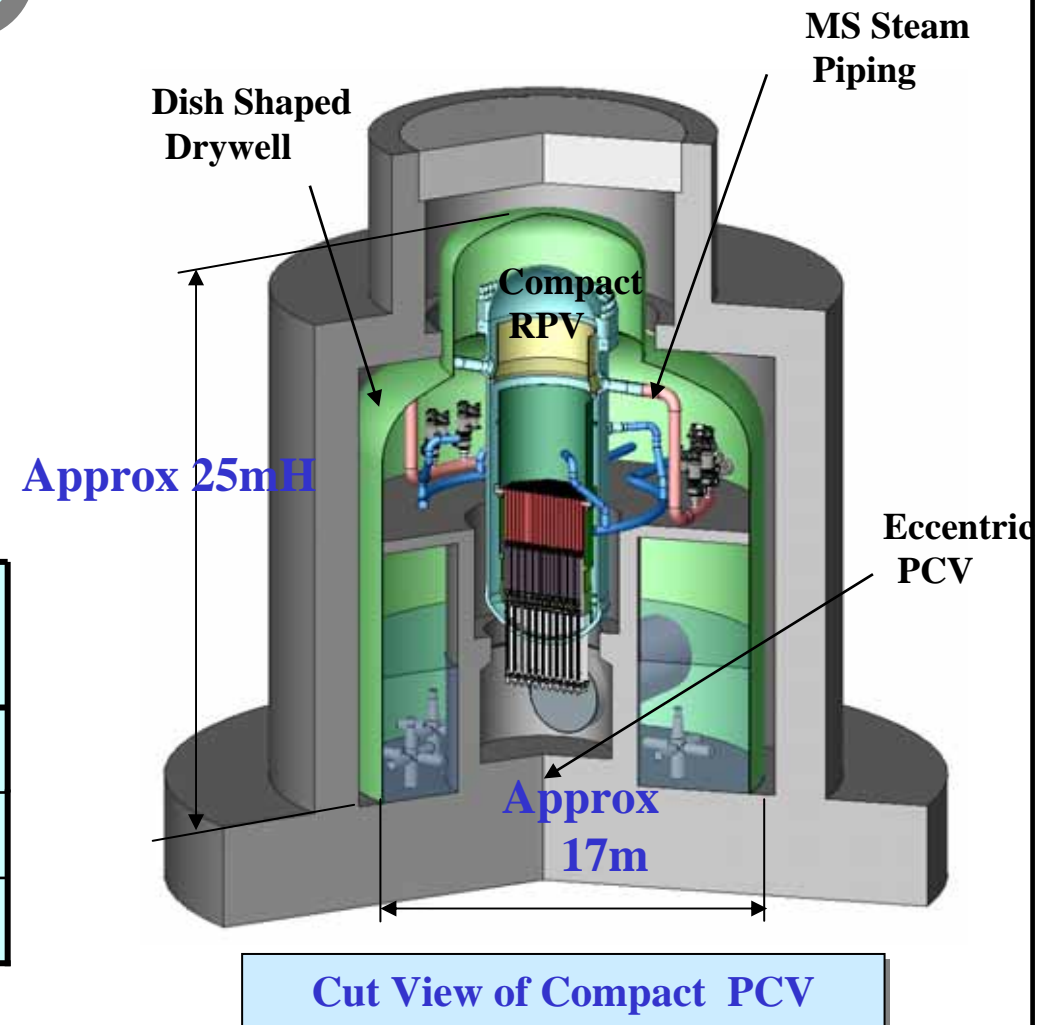 MS Steam
Piping
Dish Shaped
Drywell
Compact
RPV
Approx 25mH
Eccentric
PCV
Approx
17m
Cut View of Compact PCV